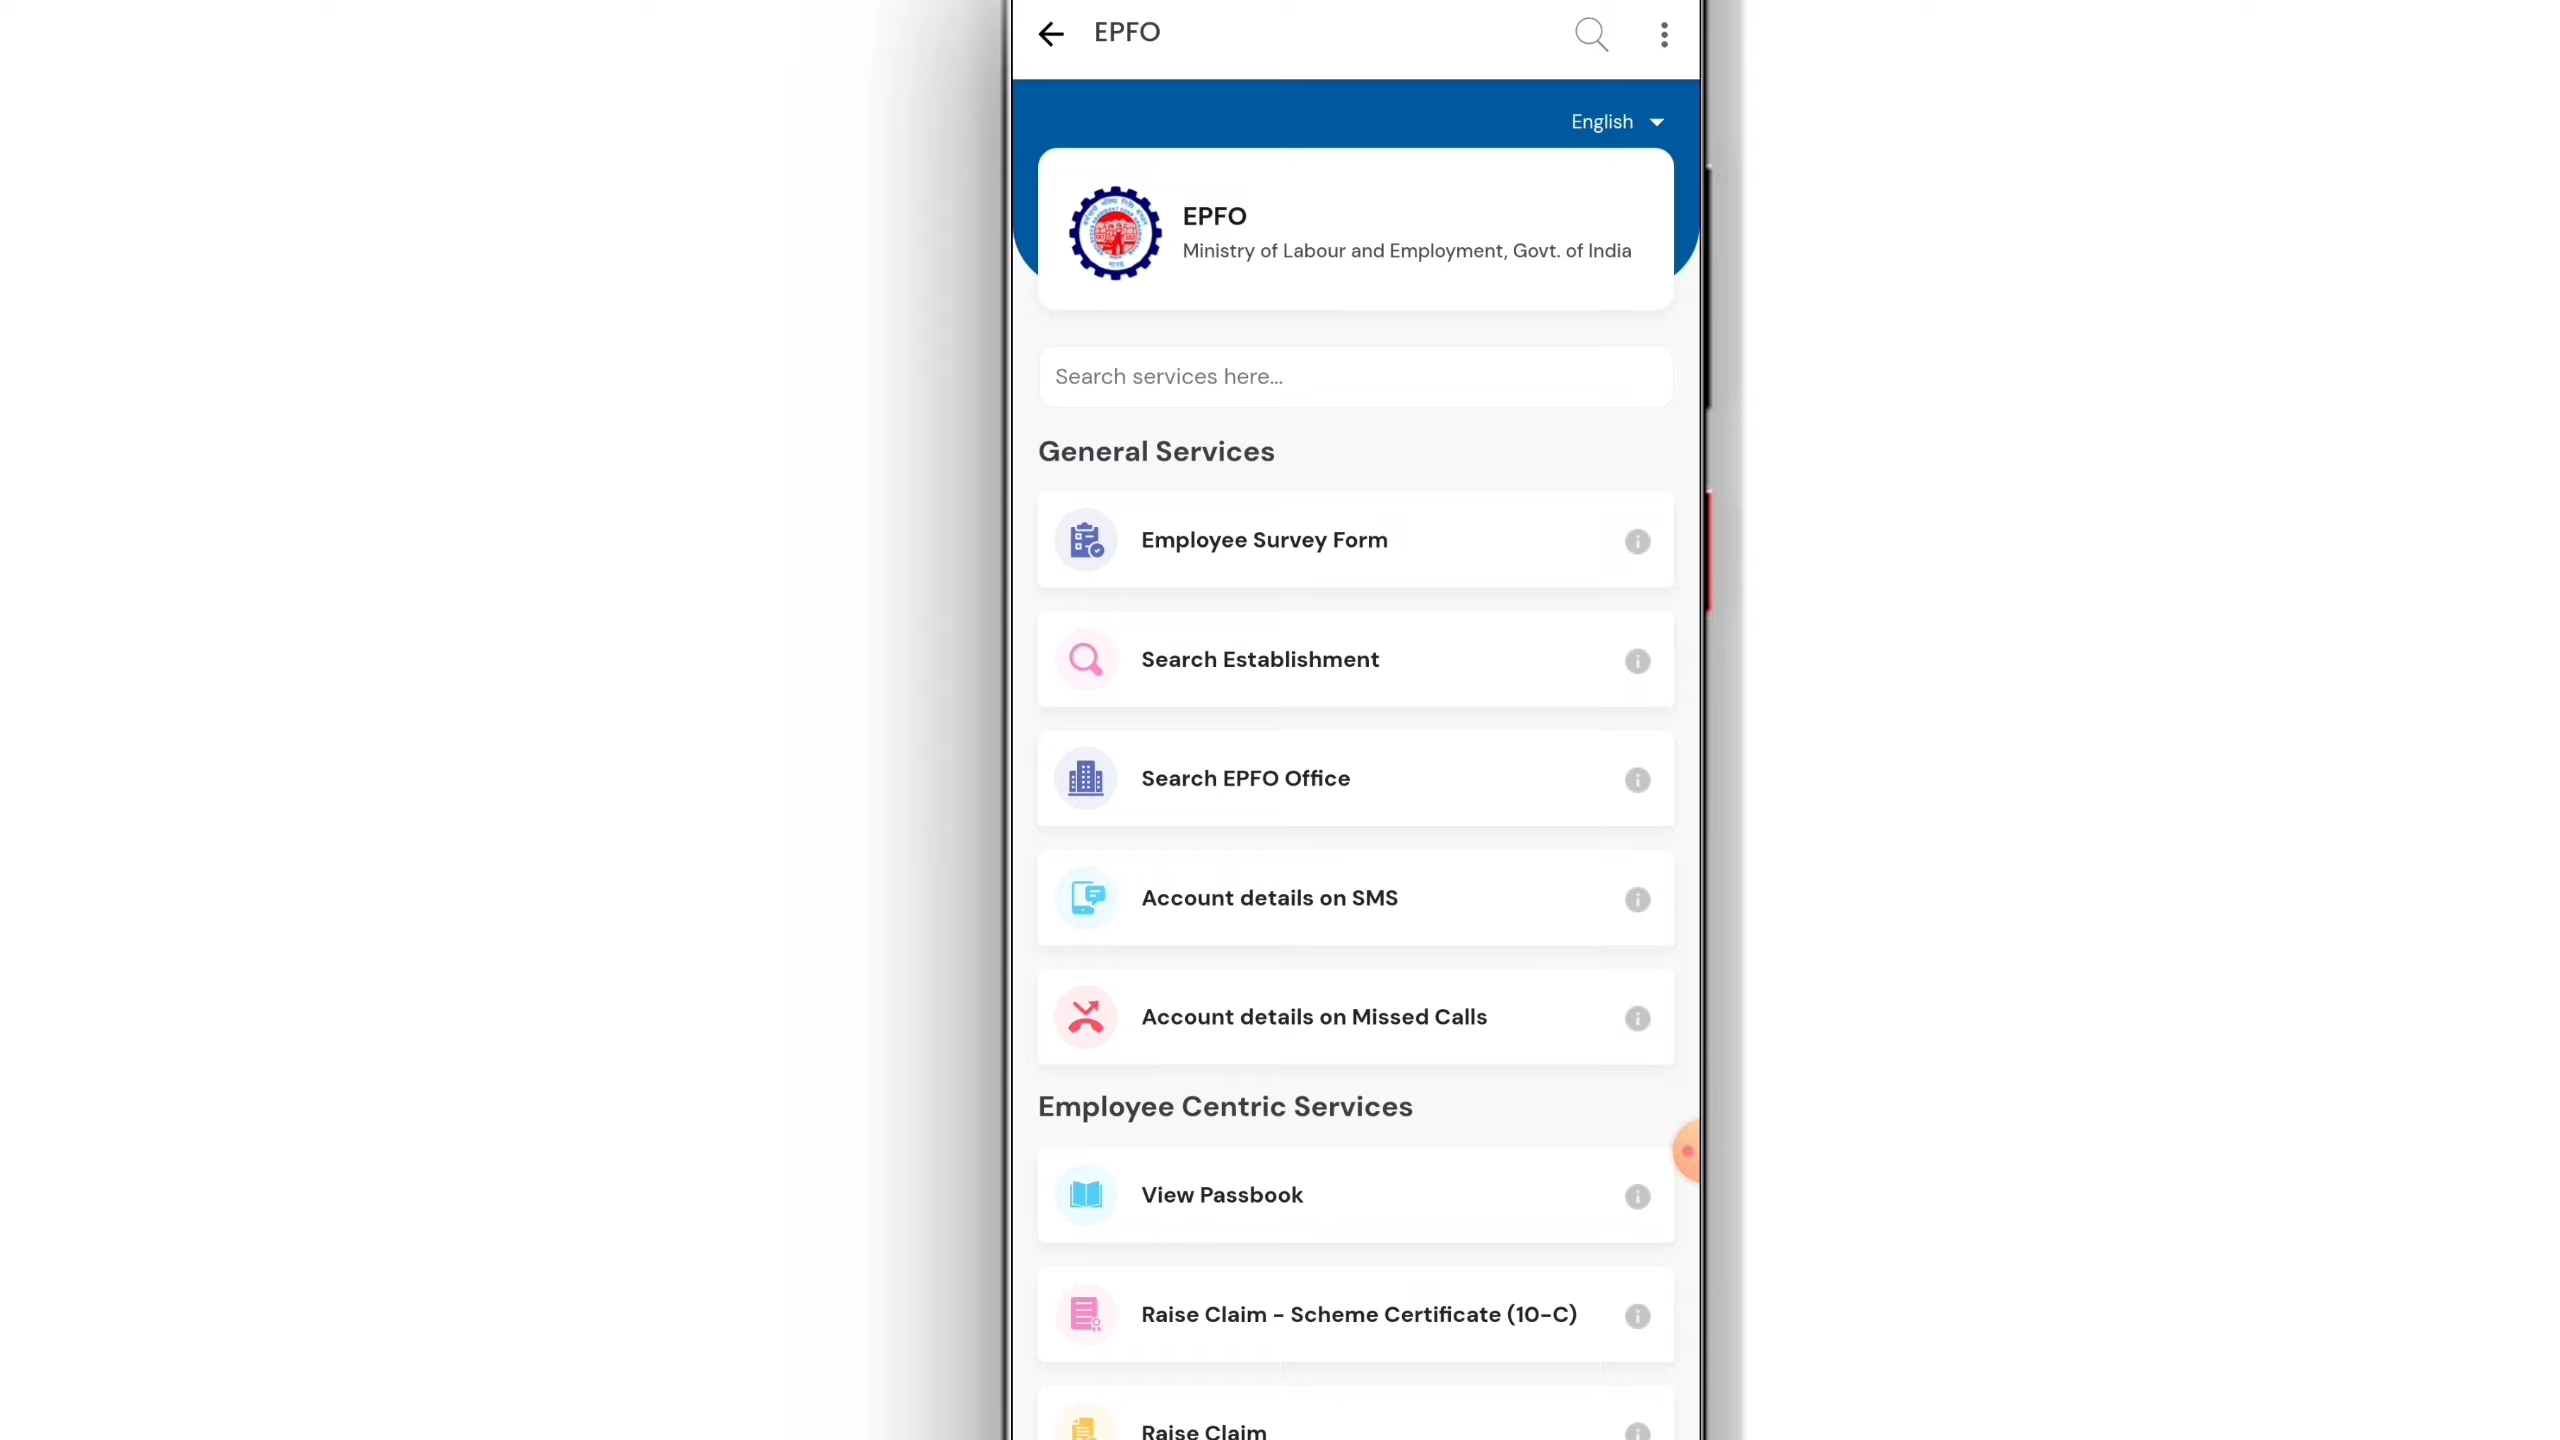 EPFO
English
EPFO
Ministry of Labour and Employment, Govt. of India
Search services here...
General Services
Employee Survey Form
Search Establishment
Search EPFO Office
Account details on SMS
Account details on Missed Calls
Employee Centric Services
View Passbook
Raise Claim - Scheme Certificate (10-C)
Raise Claim